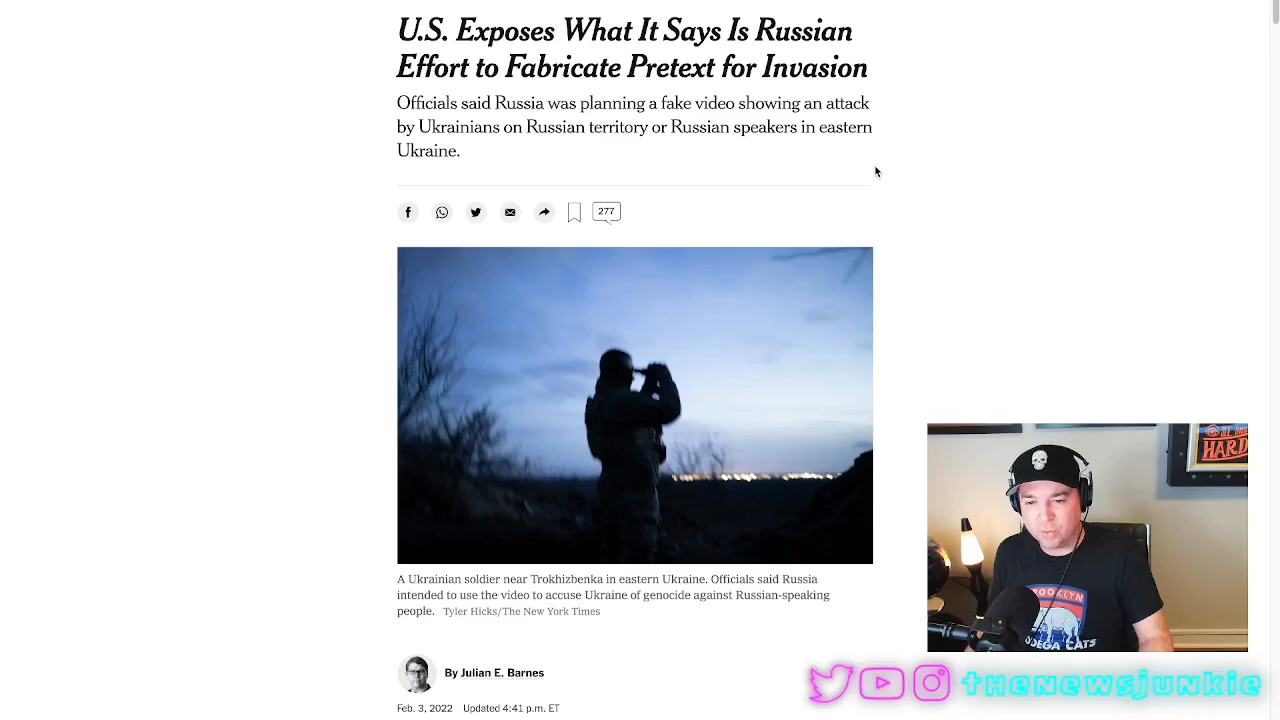 U.S. Exposes What It Says Is Russian
Effort to Fabricate Pretext for Invasion
Officials said Russia was planning a fake video showing an attack
by Ukrainians on Russian territory or Russian speakers in eastern
Ukraine.
277
A Ukrainian soldier near Trokhizbenka in eastern Ukraine. Officials said Russia
intended to use the video to accuse Ukraine of genocide against Russian-speaking
people. Tyler Hicks/The New York Times
By Julian E. Barnes
Feb. 3, 2022 Updated 4:41 p.m. ET
HARD
thenewsjunkie